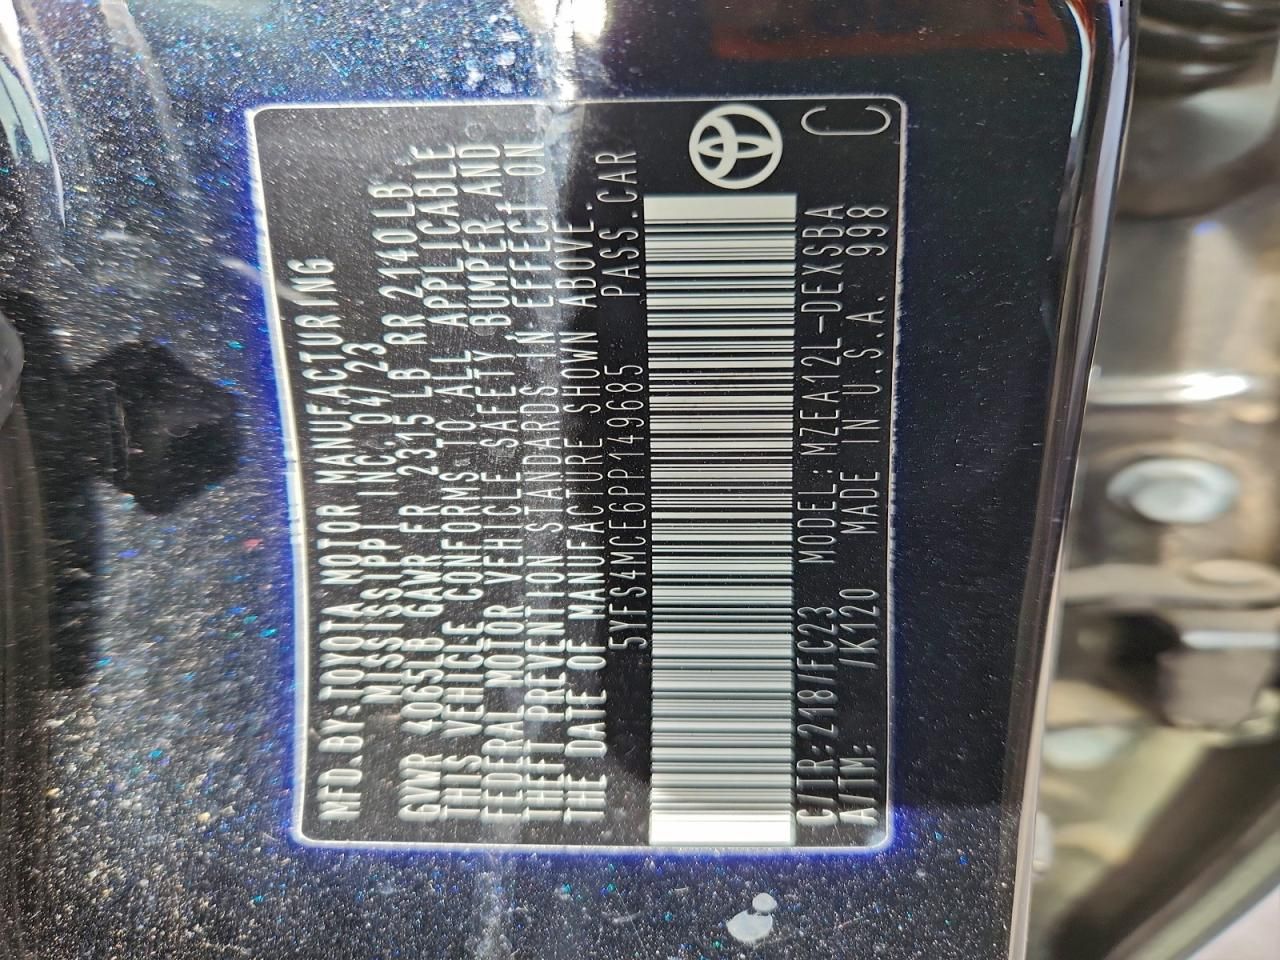 MFD.BY:TOYOTA MOTOR MANUFACTURING
MISSISSIPPI INC. 04/23
GVWR 4065LB GAWR FR 2315 LB RR 2140LB
THIS VEHICLE CONFORMS TO ALL APPLICABLE
FEDERAL MOTOR VEHICLE SAFETY BUMPER AND
THEFT PREVENTION STANDARDS IN EFFECT ON
THE DATE OF MANUFACTURE SHOWN ABOVE.
5YFS4MCE6PP149685 PASS.CAR
C/TR:218/FC23 MODEL:MZEA12L-DEXSBA
A/TM: /K120 MADE IN U.S.A. 998
C